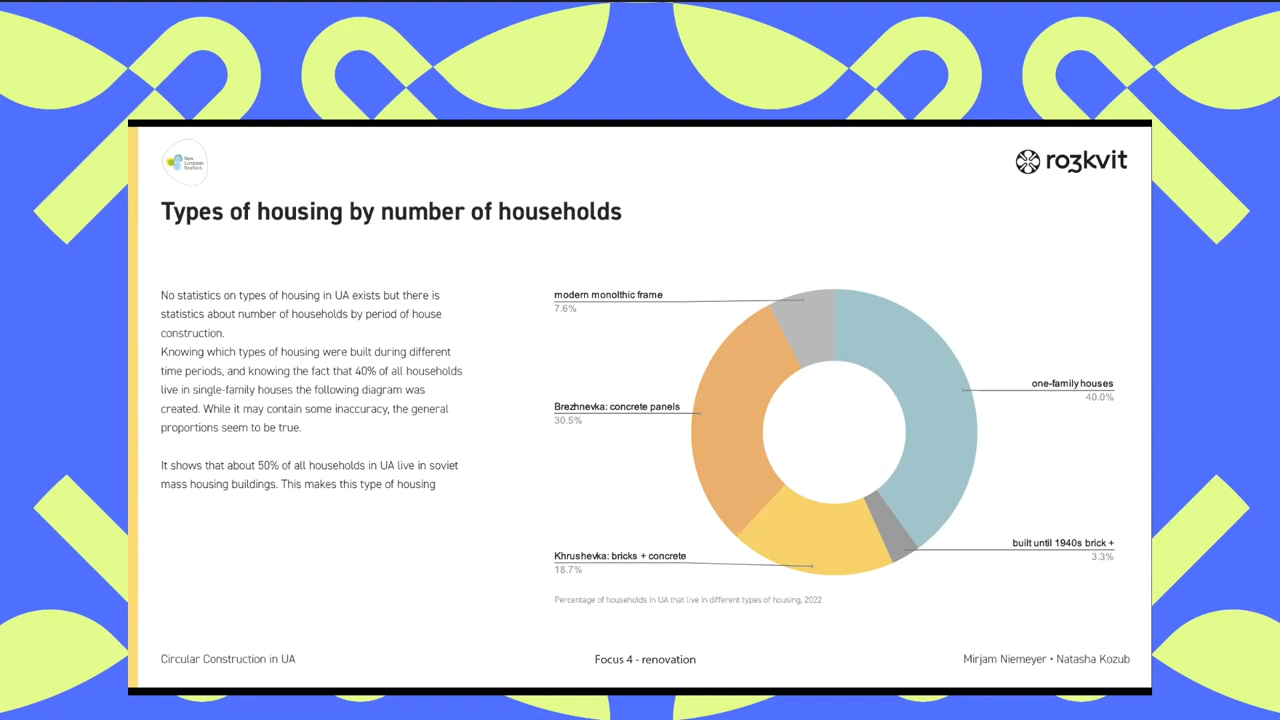 New
European
Bauhaus
ro3kvit
Types of housing by number of households
No statistics on types of housing in UA exists but there is
statistics about number of households by period of house
construction.
Knowing which types of housing were built during different
time periods, and knowing the fact that 40% of all households
live in single-family houses the following diagram was
created. While it may contain some inaccuracy, the general
proportions seem to be true.
It shows that about 50% of all households in UA live in soviet
mass housing buildings. This makes this type of housing
modern monolthic frame
7.6%
one-family houses
40.0%
Brezhnevka: concrete panels
30.5%
built until 1940s brick +
3.3%
Khrushevka: bricks + concrete
18.7%
Percentage of households in UA that live in different types of housing, 2022
Circular Construction in UA
Focus 4 - renovation
Mirjam Niemeyer • Natasha Kozub